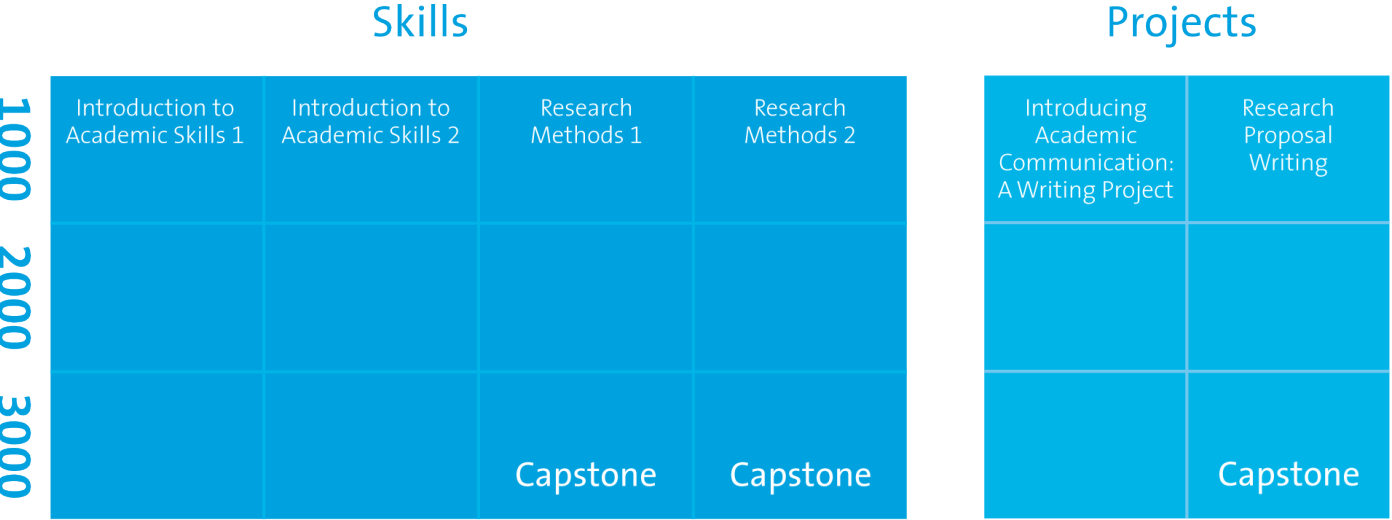 Skills
Projects
1000
Introduction to
Academic Skills 1
Introduction to
Academic Skills 2
Research
Methods 1
Research
Methods 2
Introducing
Academic
Communication:
A Writing Project
Research
Proposal
Writing
2000
3000
Capstone
Capstone
Capstone